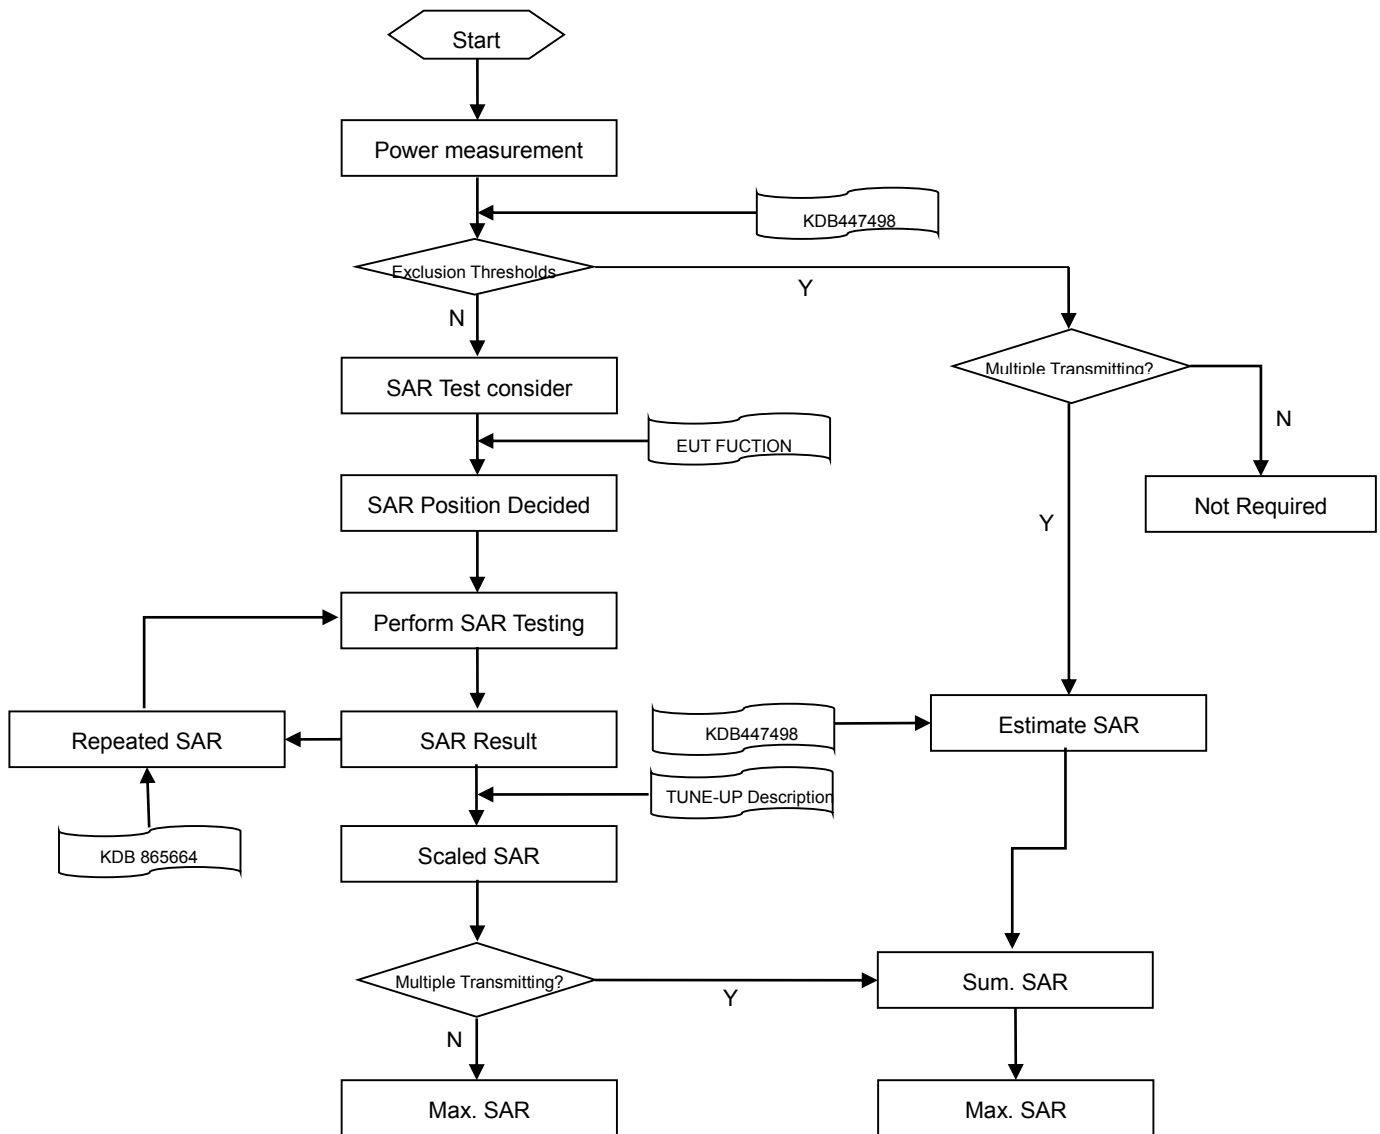 Start
Power measurement
KDB447498
Exclusion Thresholds
Y
N
Multiple Transmitting?
SAR Test consider
N
EUT FUCTION
SAR Position Decided
Not Required
Y
Perform SAR Testing
Repeated SAR
SAR Result
KDB447498
Estimate SAR
TUNE-UP Description
KDB 865664
Scaled SAR
Multiple Transmitting?
Y
Sum. SAR
N
Max. SAR
Max. SAR